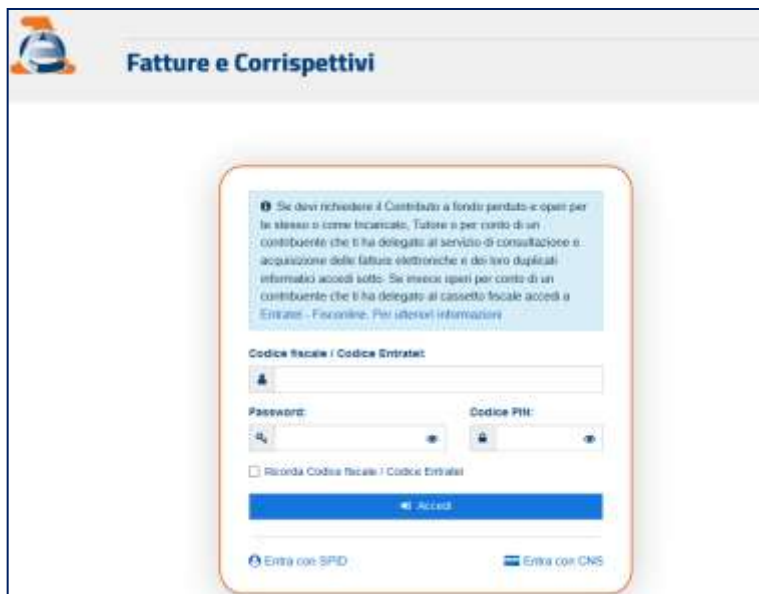 Fatture e Corrispettivi
Se devi richiedere il Contributo a fondo perduto e operi per
te stesso o come Incaricato, Tutore o per conto di un
contribuente che ti ha delegato al servizio di consultazione e
acquisizione delle fatture elettroniche e dei loro duplicati
informatici accedi sotto. Se invece operi per conto di un
contribuente che ti ha delegato al cassetto fiscale accedi a
Entratel - Fisconline. Per ulteriori informazioni
Codice fiscale / Codice Entratel:
Password: Codice PIN:
Ricorda Codice fiscale / Codice Entratel
Accedi
Entra con SPID Entra con CNS